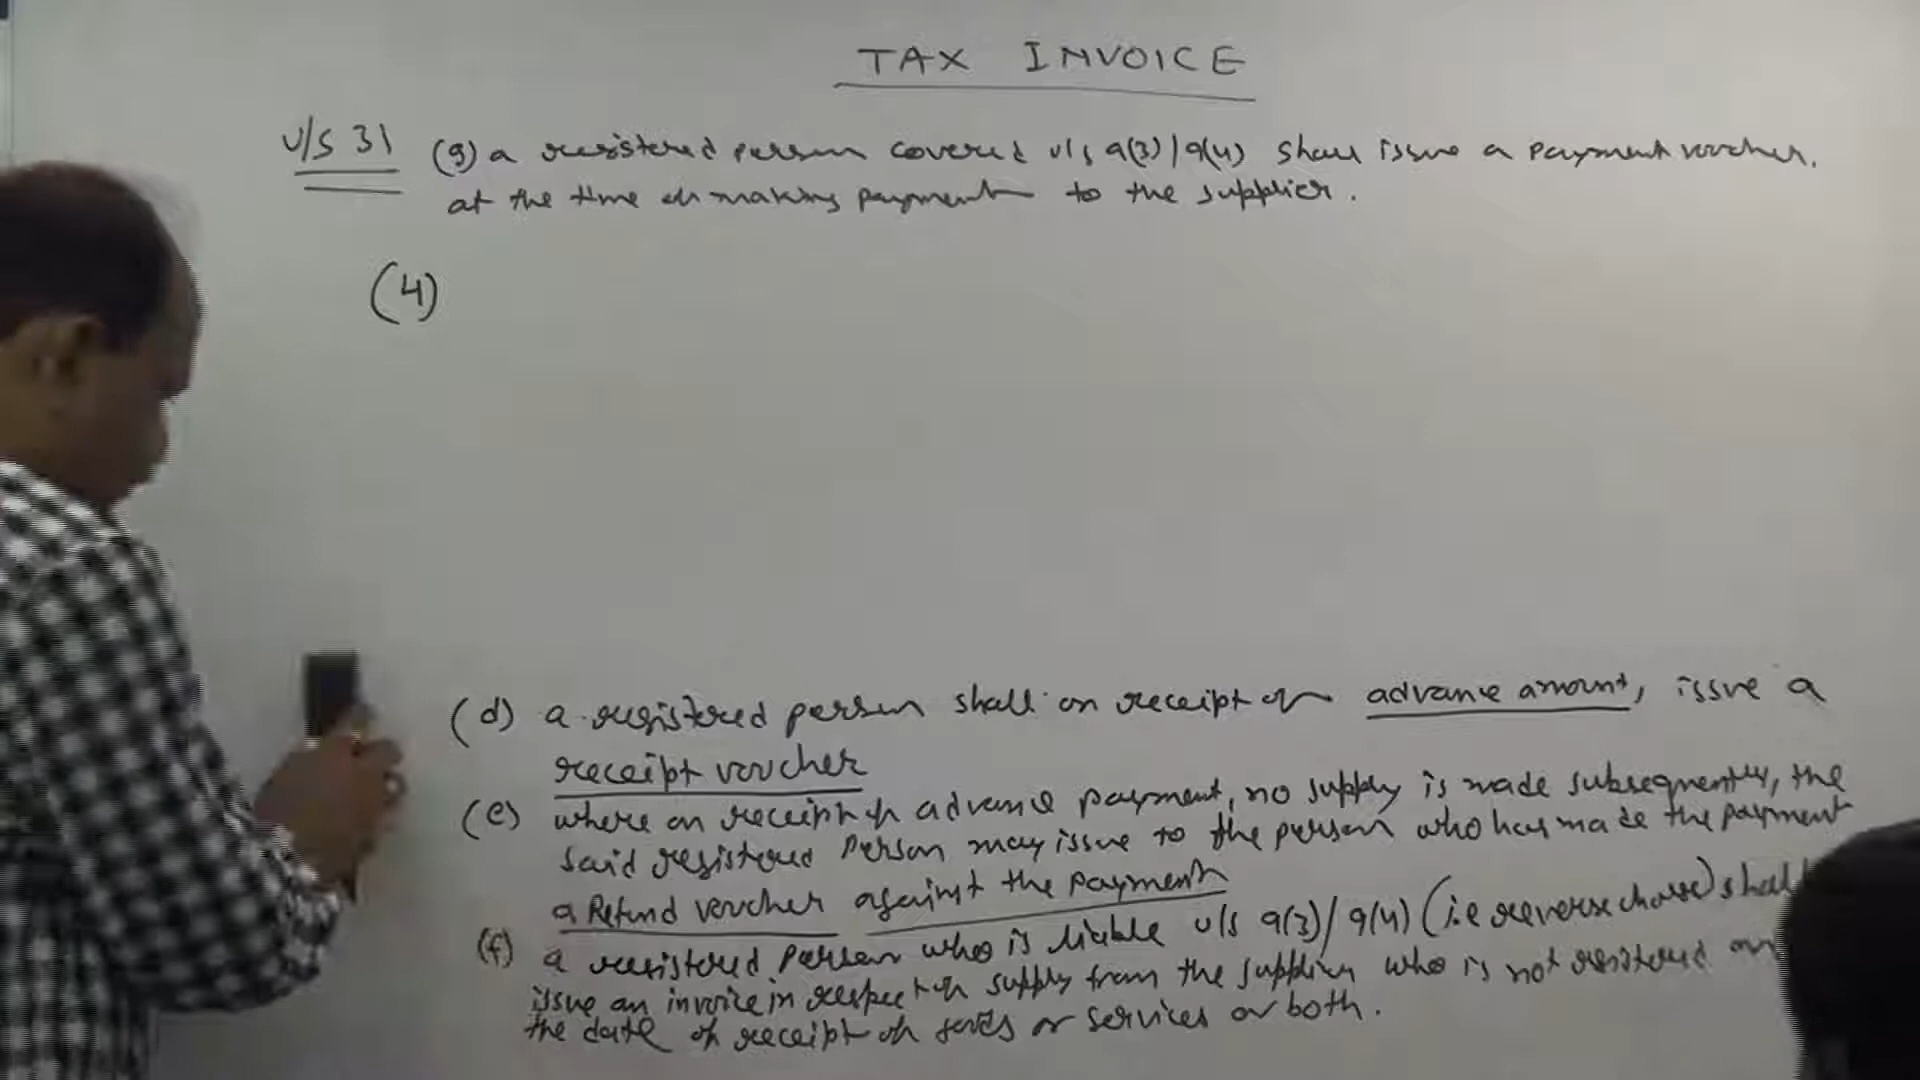 TAX INVOICE
U/S 31 (g) a registered person covered u/s 9(3)/9(4) shall issue a payment voucher.
at the time of making payment to the supplier.
(4)
(d) a registered person shall on receipt of advance amount, issue a
receipt voucher
(e) where on receipt of advance payment, no supply is made subsequently, the
said registered person may issue to the person who has made the payment
a Refund voucher against the payment
(f) a registered person who is liable u/s 9(3)/9(4) (i.e reverse charge) shall
issue an invoice in respect of supply from the supplier who is not registered on
the date of receipt of goods or services or both.